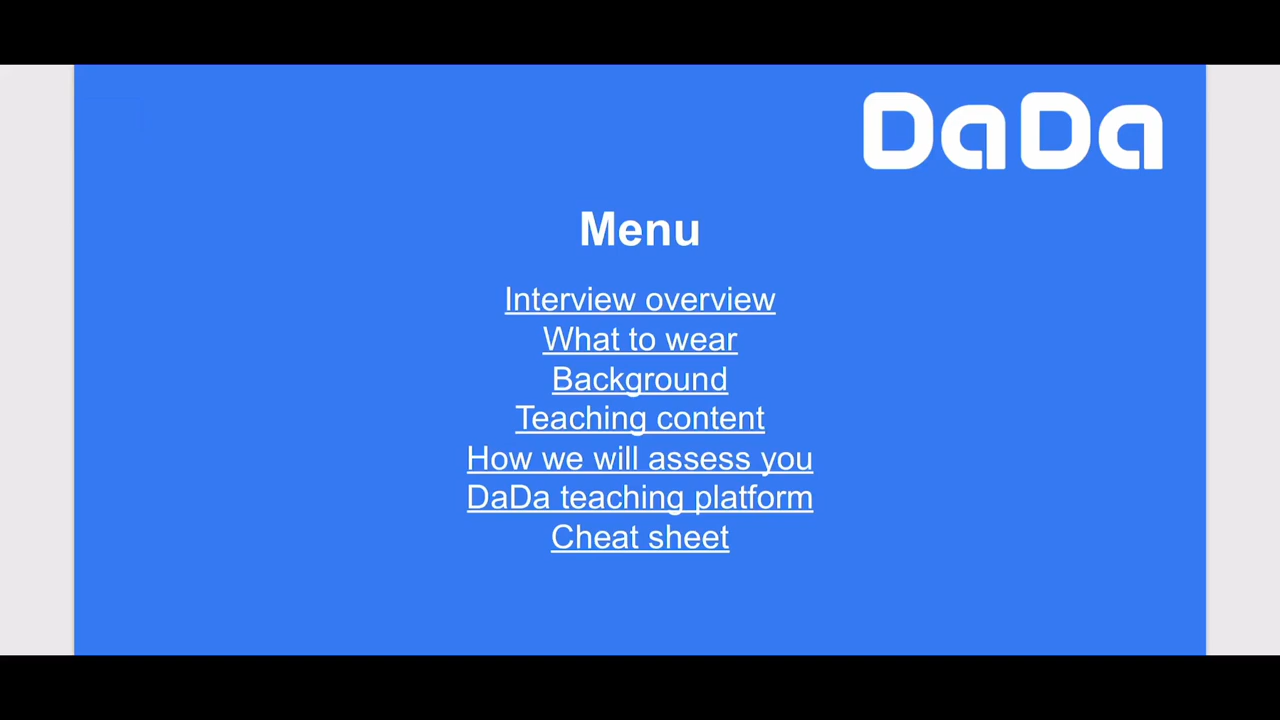 DaDa
Menu
Interview overview
What to wear
Background
Teaching content
How we will assess you
DaDa teaching platform
Cheat sheet